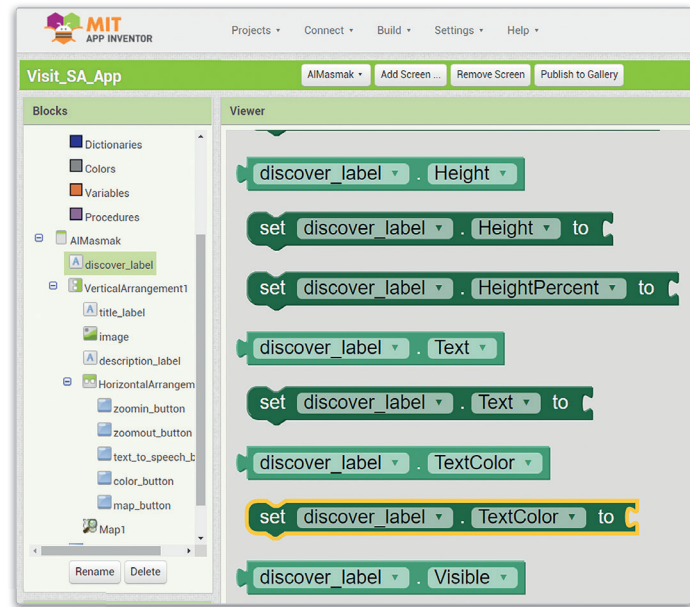 MIT
APP INVENTOR
Projects Connect Build Settings Help
Visit_SA_App
AlMasmak Add Screen ... Remove Screen Publish to Gallery
Blocks
Viewer
Dictionaries
Colors
Variables
Procedures
AlMasmak
discover_label
VerticalArrangement1
title_label
image
description_label
HorizontalArrangem
zoomin_button
zoomout_button
text_to_speech_b
color_button
map_button
Map1
Rename Delete
discover_label . Height
set discover_label . Height to
set discover_label . HeightPercent to
discover_label . Text
set discover_label . Text to
discover_label . TextColor
set discover_label . TextColor to
discover_label . Visible